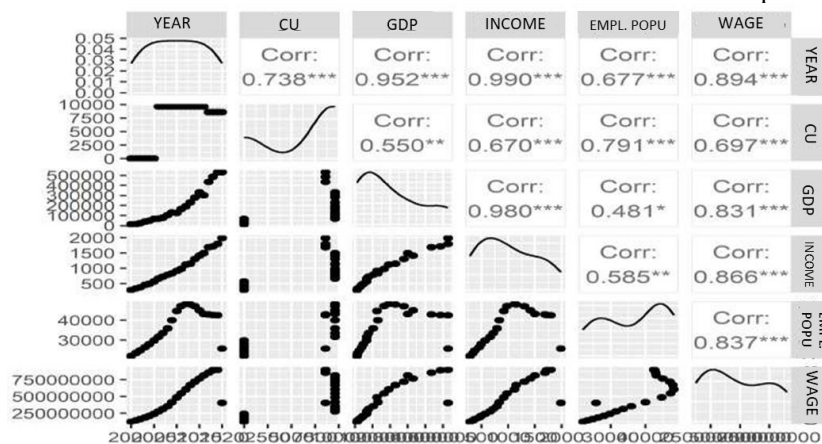 YEAR CU GDP INCOME EMPL. POPU WAGE
0.05
0.04
0.03
0.02
0.01
0.00
Corr: Corr: Corr: Corr: Corr:
0.738*** 0.952*** 0.990*** 0.677*** 0.894***
YEAR
10000
7500
5000
2500
0
Corr: Corr: Corr: Corr:
0.550** 0.670*** 0.791*** 0.697***
CU
500000
400000
300000
200000
100000
0
Corr: Corr: Corr:
0.980*** 0.481* 0.831***
GDP
2000
1500
1000
500
Corr: Corr:
0.585** 0.866***
INCOME
40000
30000
Corr:
0.837***
POPU
750000000
500000000
250000000
WAGE